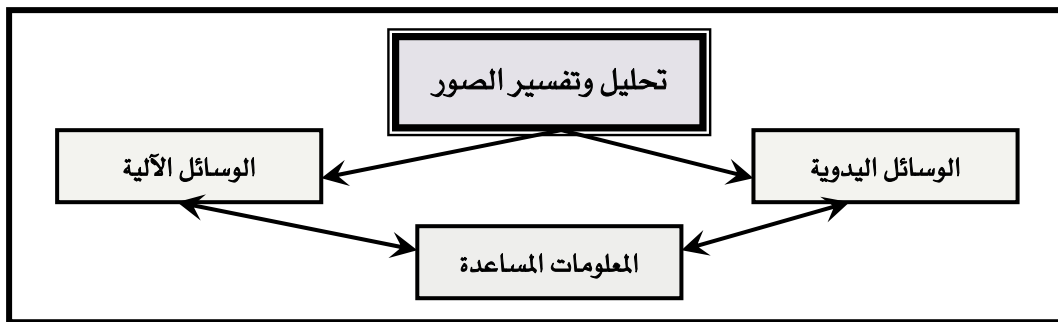 تحليل وتفسير الصور
الوسائل اليدوية
الوسائل الآلية
المعلومات المساعدة